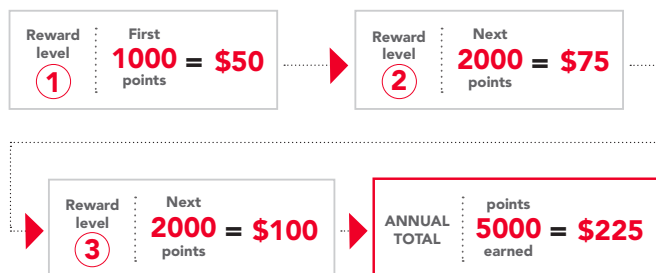 Reward level 1
First
1000 = $50
points
Reward level 2
Next
2000 = $75
points
Reward level 3
Next
2000 = $100
points
ANNUAL TOTAL
points
5000 = $225
earned